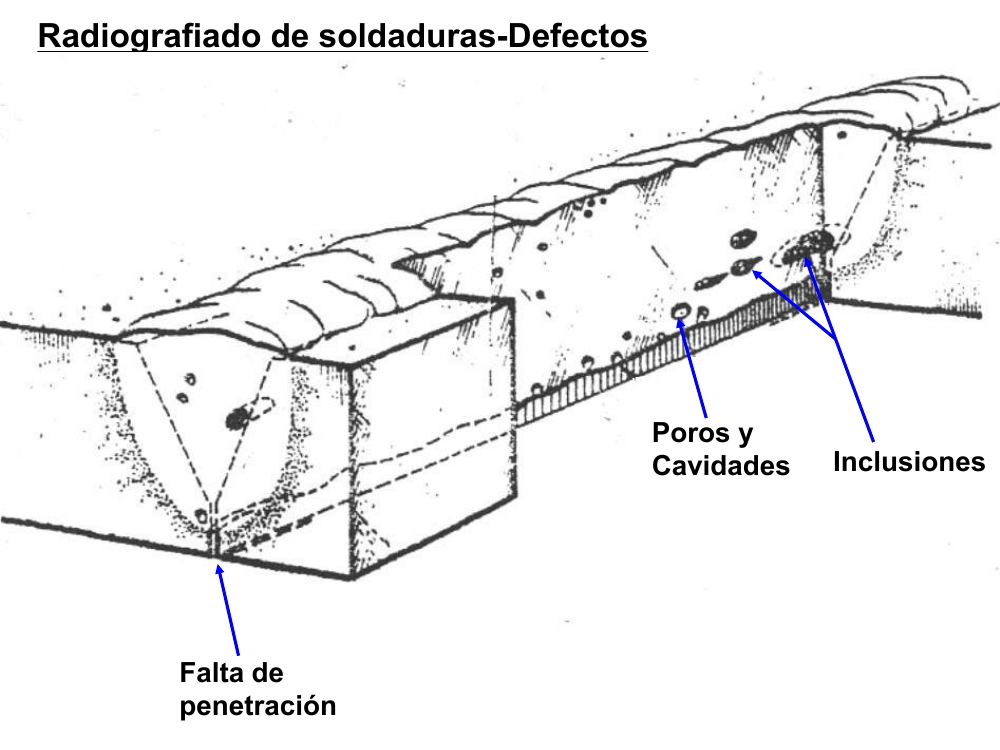 Radiografiado de soldaduras-Defectos
Poros y
Cavidades
Inclusiones
Falta de
penetración